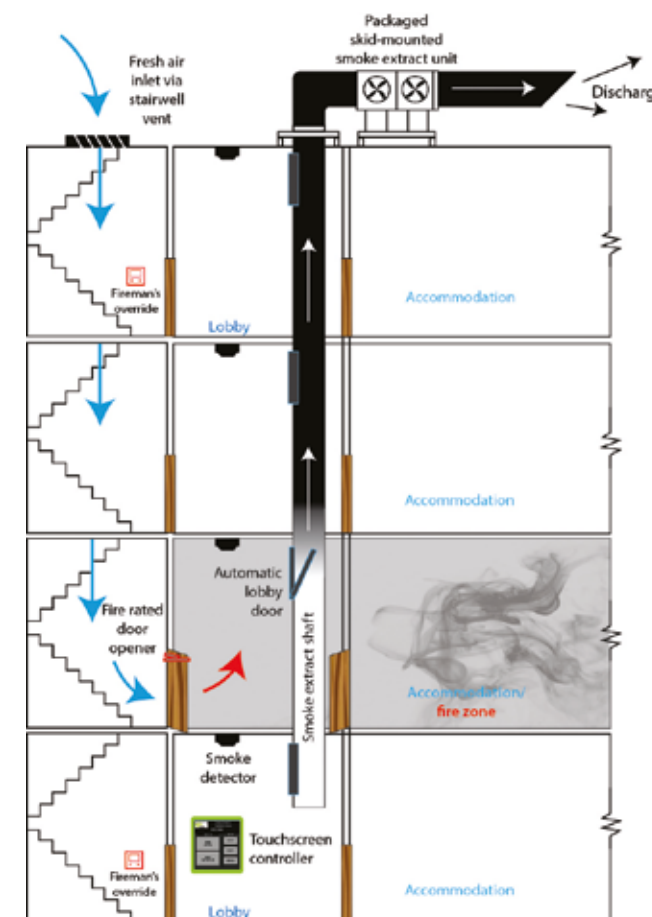 Packaged
skid-mounted
smoke extract unit
Fresh air
inlet via
stairwell
vent
Discharg
Fireman's
override
Lobby
Accommodation
Accommodation
Automatic
lobby
door
Fire rated
door
opener
Smoke extract shaft
Accommodation/
fire zone
Smoke
detector
Touchscreen
controller
Fireman's
override
Lobby
Accommodation